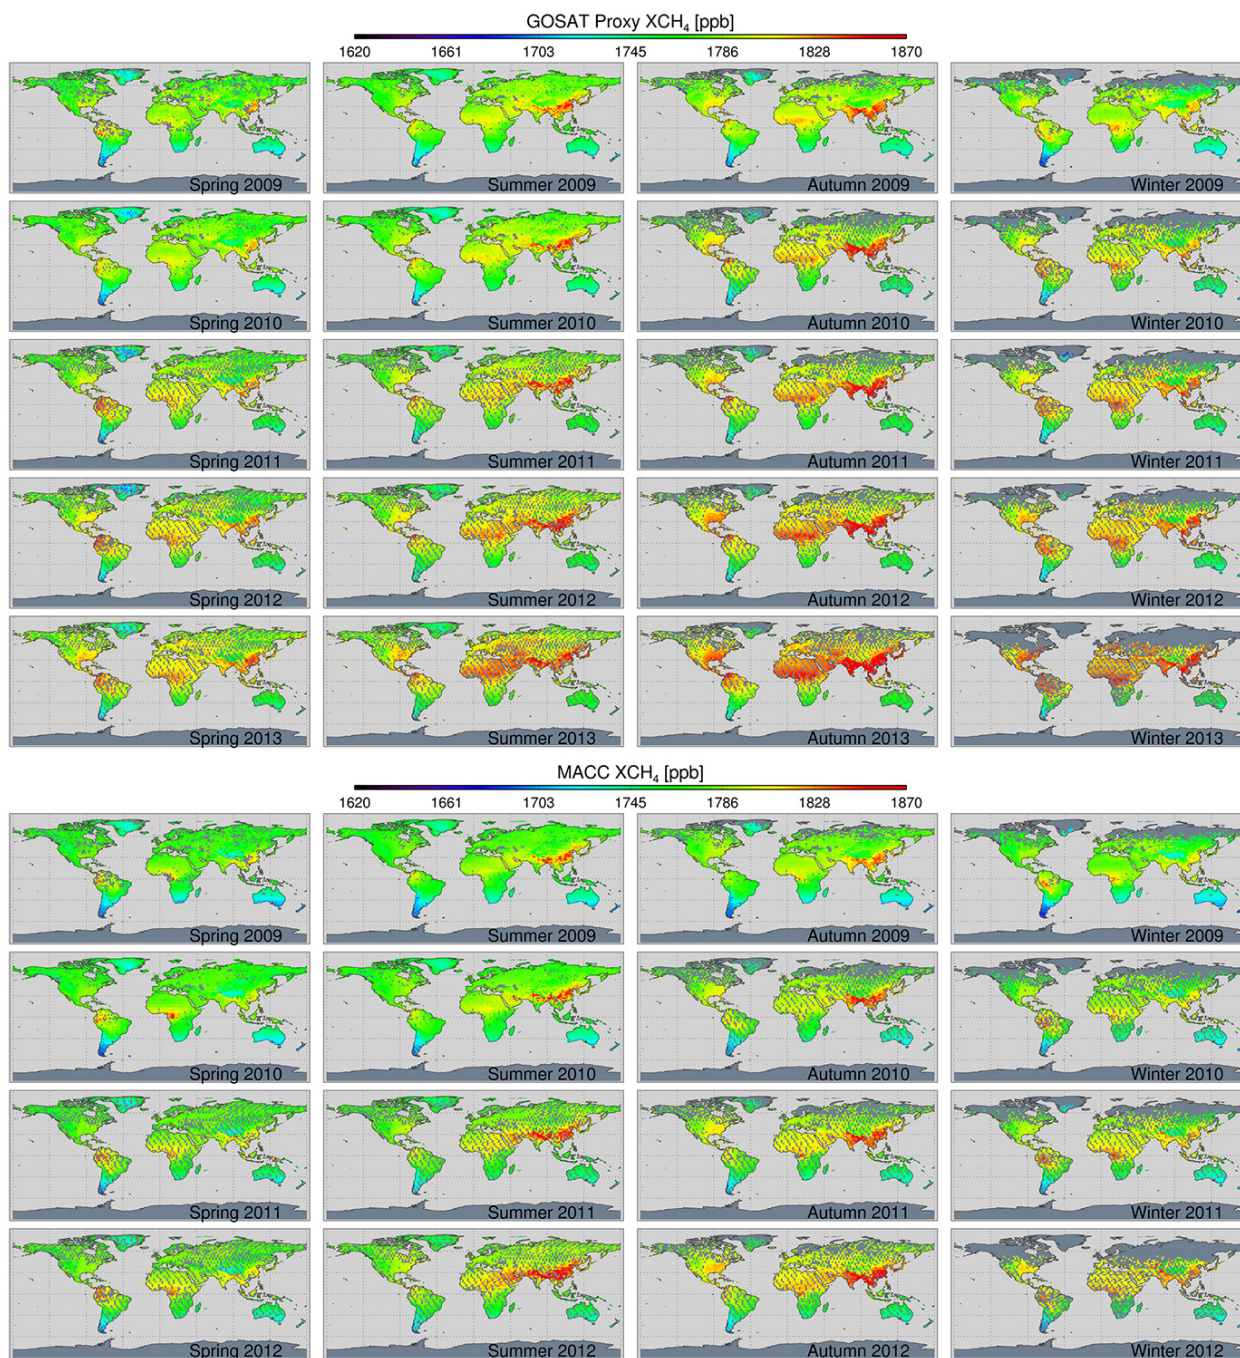 GOSAT Proxy XCH₄ [ppb]
1620 1661 1703 1745 1786 1828 1870
Spring 2009 Summer 2009 Autumn 2009 Winter 2009
Spring 2010 Summer 2010 Autumn 2010 Winter 2010
Spring 2011 Summer 2011 Autumn 2011 Winter 2011
Spring 2012 Summer 2012 Autumn 2012 Winter 2012
Spring 2013 Summer 2013 Autumn 2013 Winter 2013
MACC XCH₄ [ppb]
1620 1661 1703 1745 1786 1828 1870
Spring 2009 Summer 2009 Autumn 2009 Winter 2009
Spring 2010 Summer 2010 Autumn 2010 Winter 2010
Spring 2011 Summer 2011 Autumn 2011 Winter 2011
Spring 2012 Summer 2012 Autumn 2012 Winter 2012